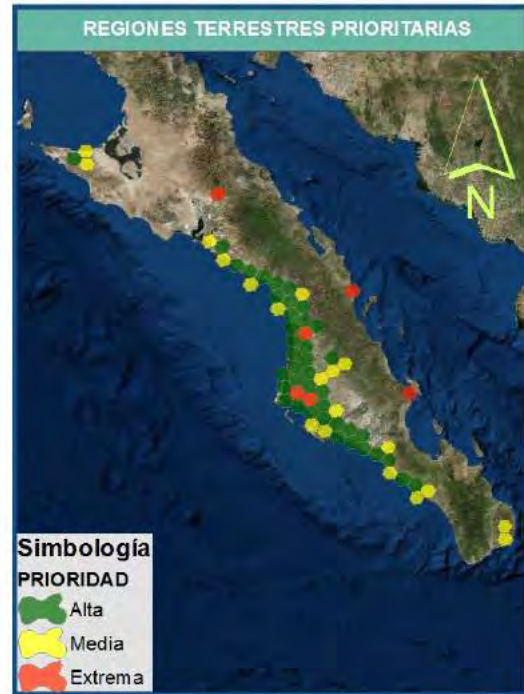 REGIONES TERRESTRES PRIORITARIAS
N
Simbología
PRIORIDAD
Alta
Media
Extrema